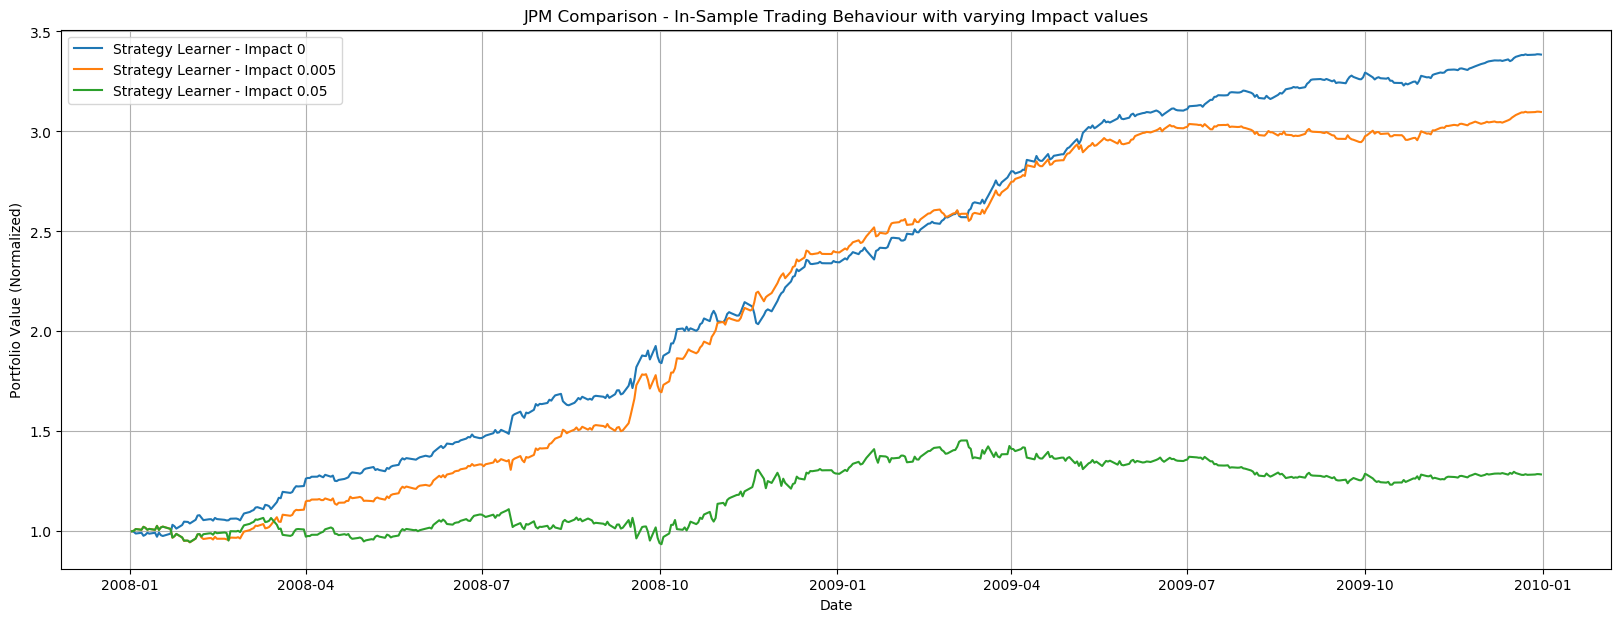 JPM Comparison - In-Sample Trading Behaviour with varying Impact values
Strategy Learner - Impact 0
Strategy Learner - Impact 0.005
Strategy Learner - Impact 0.05
Portfolio Value (Normalized)
3.5
3.0
2.5
2.0
1.5
1.0
2008-01 2008-04 2008-07 2008-10 2009-01 2009-04 2009-07 2009-10 2010-01
Date